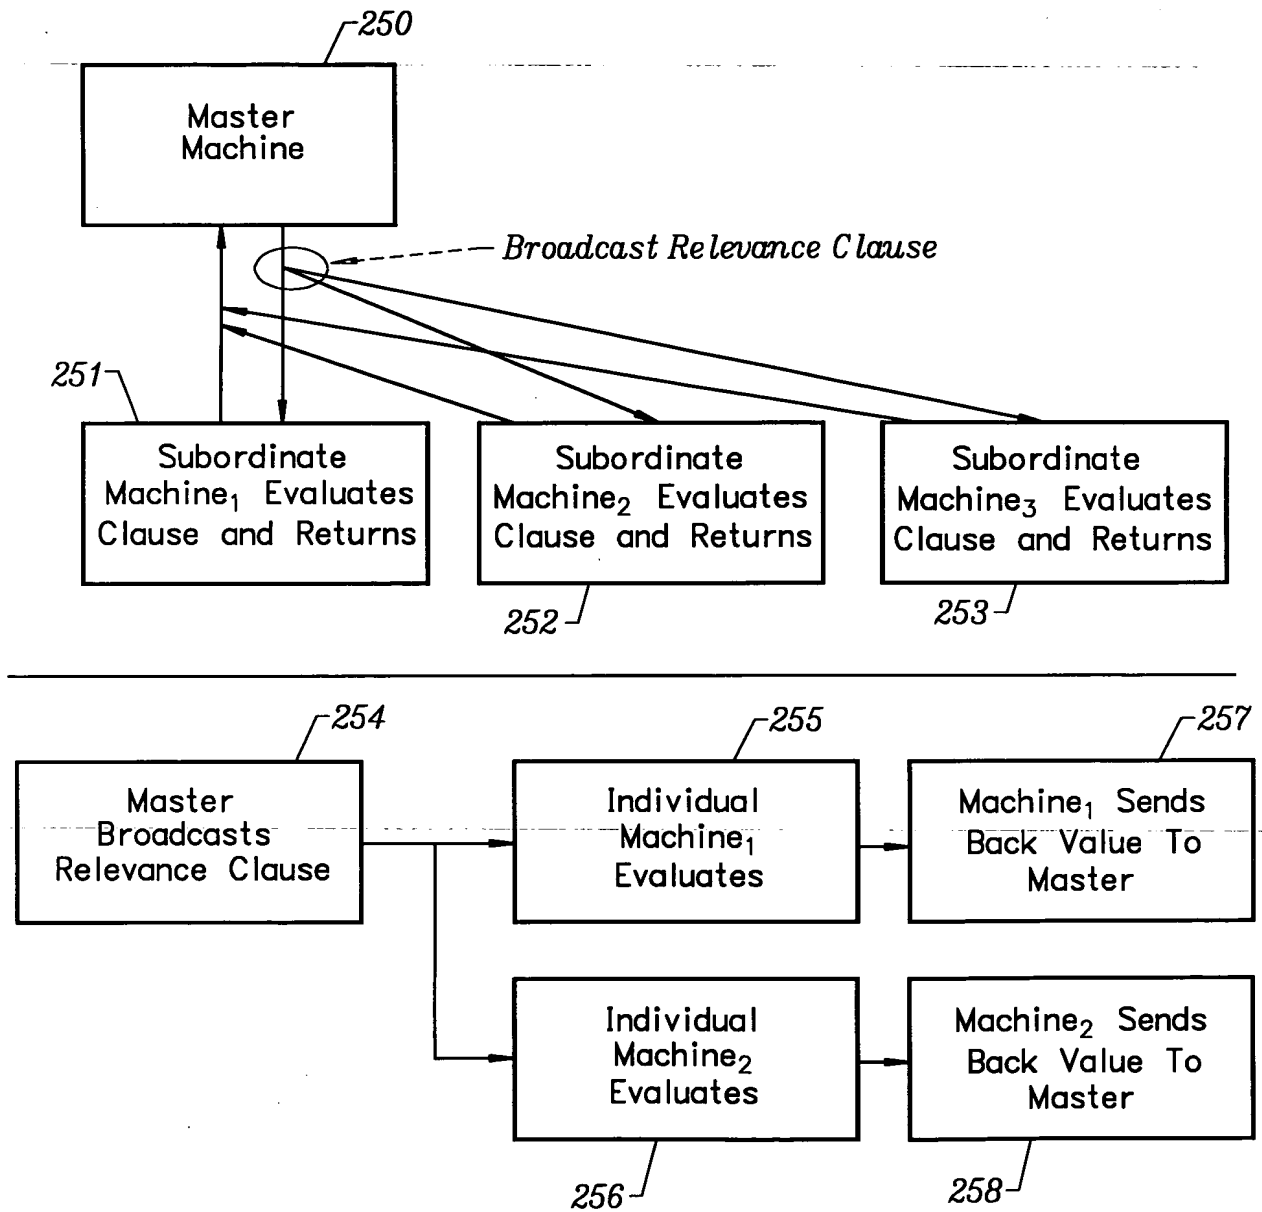 250
Master
Machine
Broadcast Relevance Clause
251
Subordinate
Machine₁ Evaluates
Clause and Returns
Subordinate
Machine₂ Evaluates
Clause and Returns
Subordinate
Machine₃ Evaluates
Clause and Returns
252
253
254
255
257
Master
Broadcasts
Relevance Clause
Individual
Machine₁
Evaluates
Machine₁ Sends
Back Value To
Master
Individual
Machine₂
Evaluates
Machine₂ Sends
Back Value To
Master
256
258